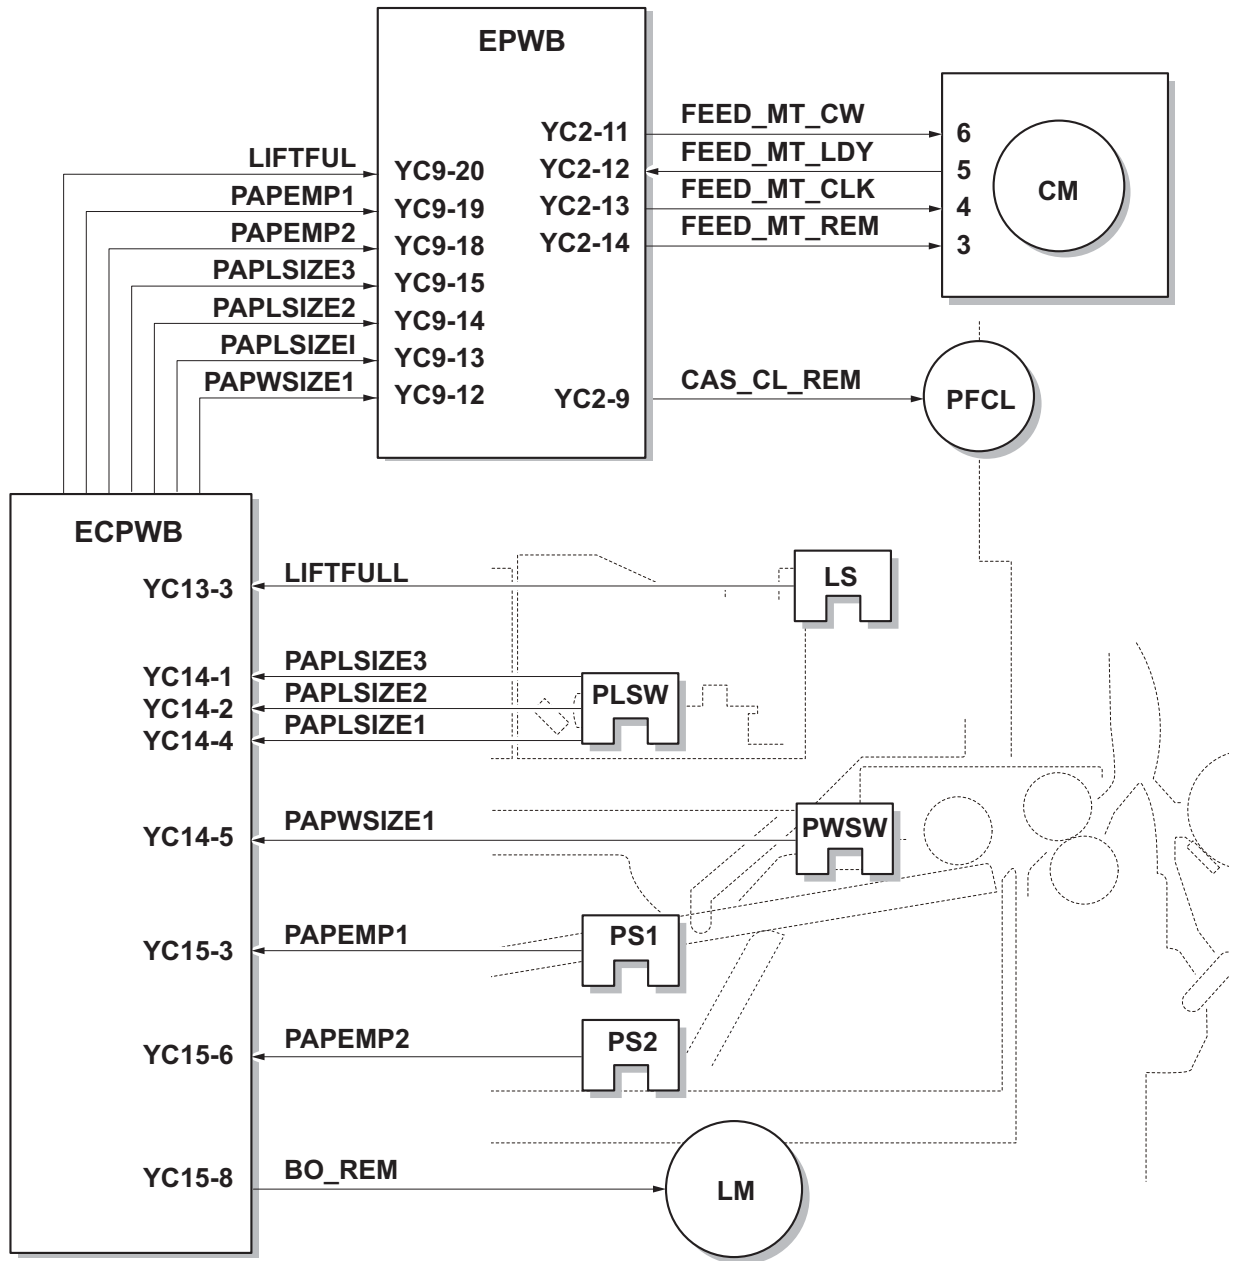 EPWB
YC2-11
FEED_MT_CW
6
LIFTFUL
YC9-20
YC2-12
FEED_MT_LDY
5
PAPEMP1
YC9-19
YC2-13
FEED_MT_CLK
4
CM
PAPEMP2
YC9-18
YC2-14
FEED_MT_REM
3
PAPLSIZE3
YC9-15
PAPLSIZE2
YC9-14
PAPLSIZEI
YC9-13
PAPWSIZE1
YC9-12
YC2-9
CAS_CL_REM
PFCL
ECPWB
YC13-3
LIFTFULL
LS
YC14-1
PAPLSIZE3
YC14-2
PAPLSIZE2
PLSW
YC14-4
PAPLSIZE1
YC14-5
PAPWSIZE1
PWSW
YC15-3
PAPEMP1
PS1
YC15-6
PAPEMP2
PS2
YC15-8
BO_REM
LM